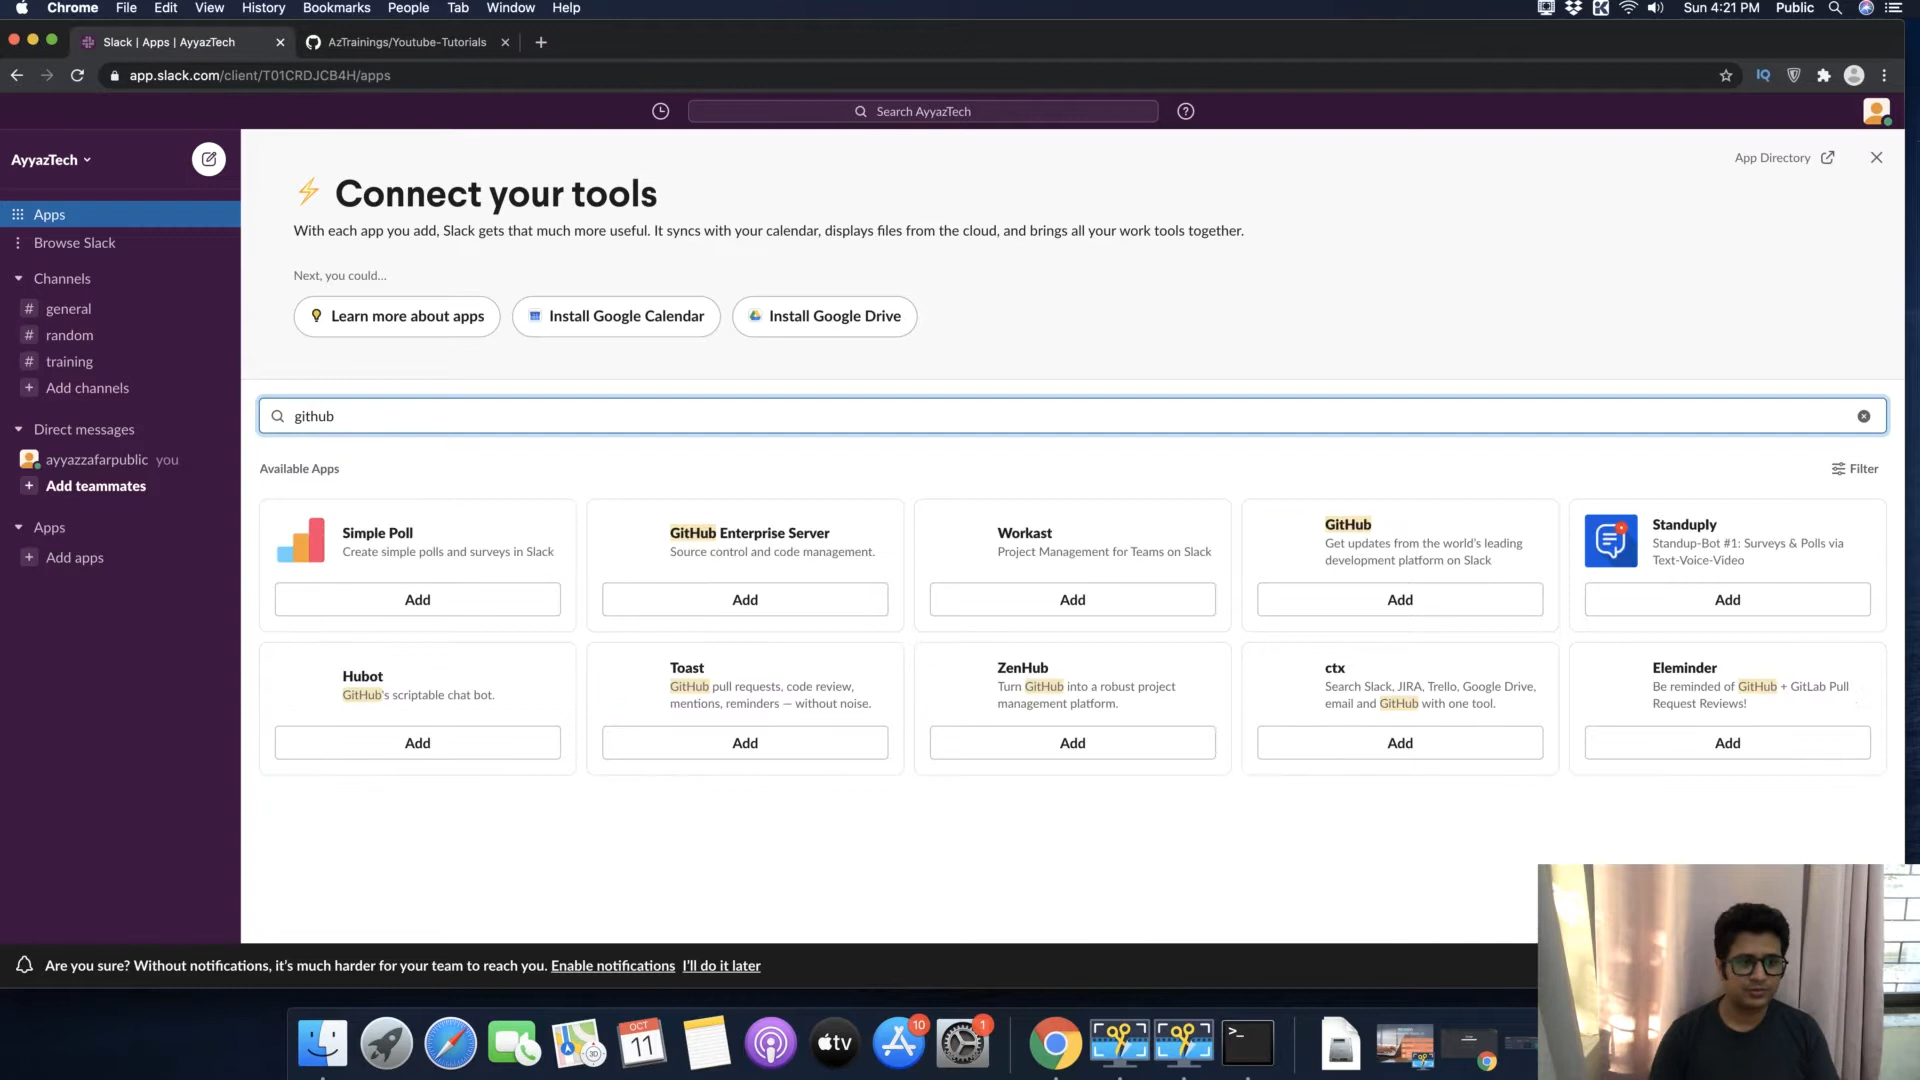 Chrome File Edit View History Bookmarks People Tab Window Help
Sun 4:21 PM Public
Slack | Apps | AyyazTech
AzTrainings/Youtube-Tutorials
app.slack.com/client/T01CRDJCB4H/apps
IQ
Search AyyazTech
AyyazTech
App Directory
Connect your tools
With each app you add, Slack gets that much more useful. It syncs with your calendar, displays files from the cloud, and brings all your work tools together.
Next, you could...
Learn more about apps
Install Google Calendar
Install Google Drive
Apps
Browse Slack
Channels
# general
# random
# training
+ Add channels
Direct messages
ayyazzafarpublic you
+ Add teammates
Apps
+ Add apps
github
Available Apps
Filter
Simple Poll
Create simple polls and surveys in Slack
Add
GitHub Enterprise Server
Source control and code management.
Add
Workast
Project Management for Teams on Slack
Add
GitHub
Get updates from the world's leading
development platform on Slack
Add
Standuply
Standup-Bot #1: Surveys & Polls via
Text-Voice-Video
Add
Hubot
GitHub's scriptable chat bot.
Add
Toast
GitHub pull requests, code review,
mentions, reminders — without noise.
Add
ZenHub
Turn GitHub into a robust project
management platform.
Add
ctx
Search Slack, JIRA, Trello, Google Drive,
email and GitHub with one tool.
Add
Eleminder
Be reminded of GitHub + GitLab Pull
Request Reviews!
Add
Are you sure? Without notifications, it's much harder for your team to reach you. Enable notifications I'll do it later
3D
OCT
11
tv
10
1
>_